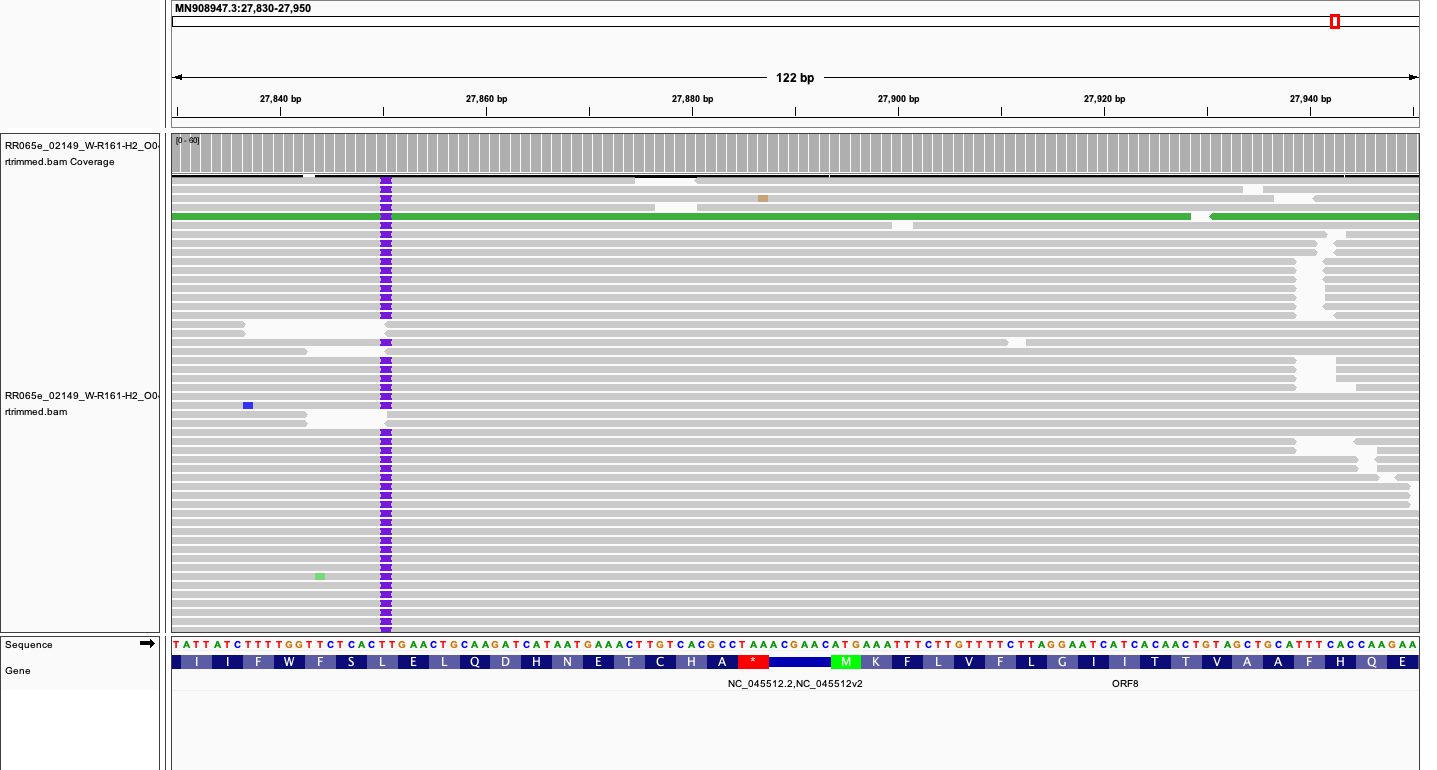 MN908947.3:27,830-27,950
122 bp
27,840 bp 27,860 bp 27,880 bp 27,900 bp 27,920 bp 27,940 bp
[0 - 60]
RR065e_02149_W-R161-H2_O0
rtrimmed.bam Coverage
RR065e_02149_W-R161-H2_O0
rtrimmed.bam
Sequence
TATTATCTTTTGGTTCTCACTTGAACTGCAAGATCATAATGAAACTTGTCACGCCTAAACGAACATGAAATTTCTTGTTTTCTTAGGAATCATCACAACTGTAGCTGCATTTCACCAAGAA
Gene
I I F W F S L E L Q D H N E T C H A * M K F L V F L G I I T T V A A F H Q E
NC_045512.2,NC_045512v2 ORF8